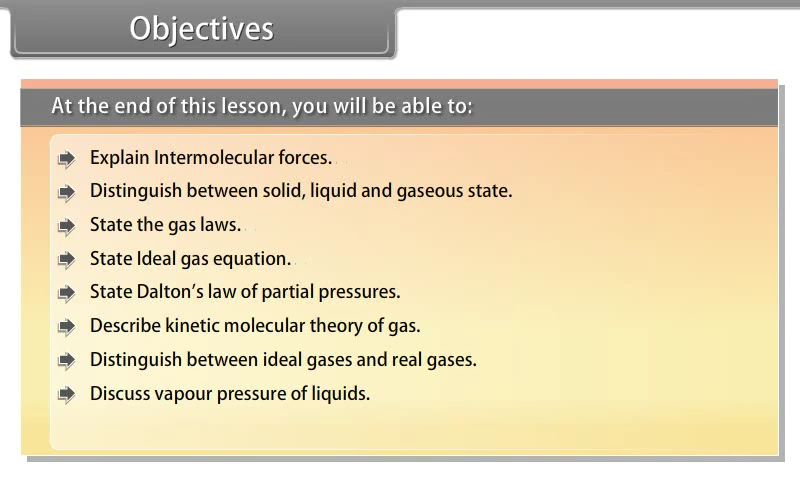 Objectives
At the end of this lesson, you will be able to:
Explain Intermolecular forces.
Distinguish between solid, liquid and gaseous state.
State the gas laws.
State Ideal gas equation.
State Dalton's law of partial pressures.
Describe kinetic molecular theory of gas.
Distinguish between ideal gases and real gases.
Discuss vapour pressure of liquids.